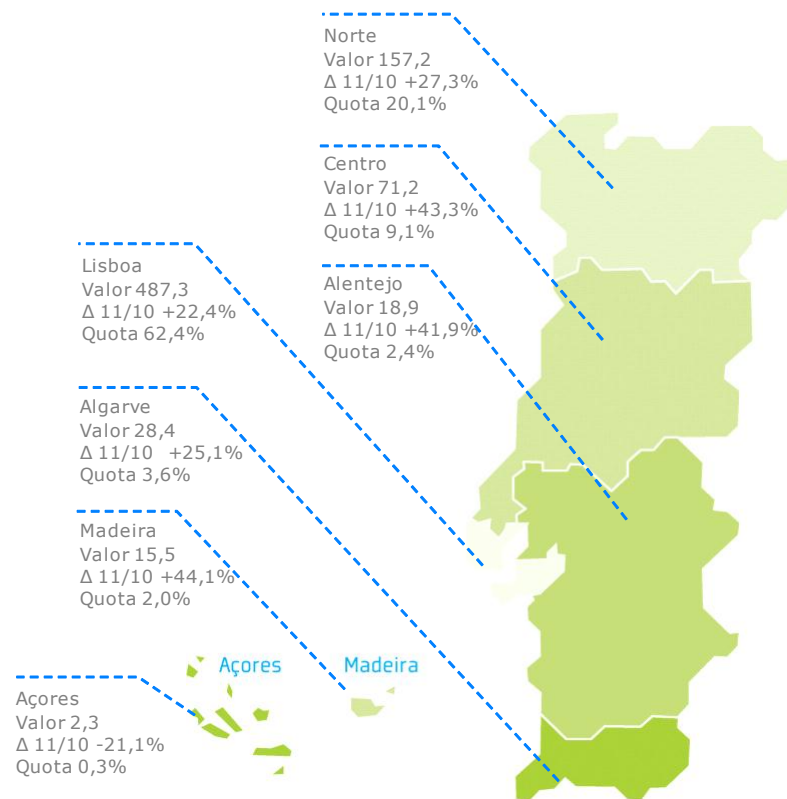 Norte
Valor 157,2
Δ 11/10 +27,3%
Quota 20,1%
Centro
Valor 71,2
Δ 11/10 +43,3%
Quota 9,1%
Lisboa
Valor 487,3
Δ 11/10 +22,4%
Quota 62,4%
Alentejo
Valor 18,9
Δ 11/10 +41,9%
Quota 2,4%
Algarve
Valor 28,4
Δ 11/10 +25,1%
Quota 3,6%
Madeira
Valor 15,5
Δ 11/10 +44,1%
Quota 2,0%
Açores
Madeira
Açores
Valor 2,3
Δ 11/10 -21,1%
Quota 0,3%